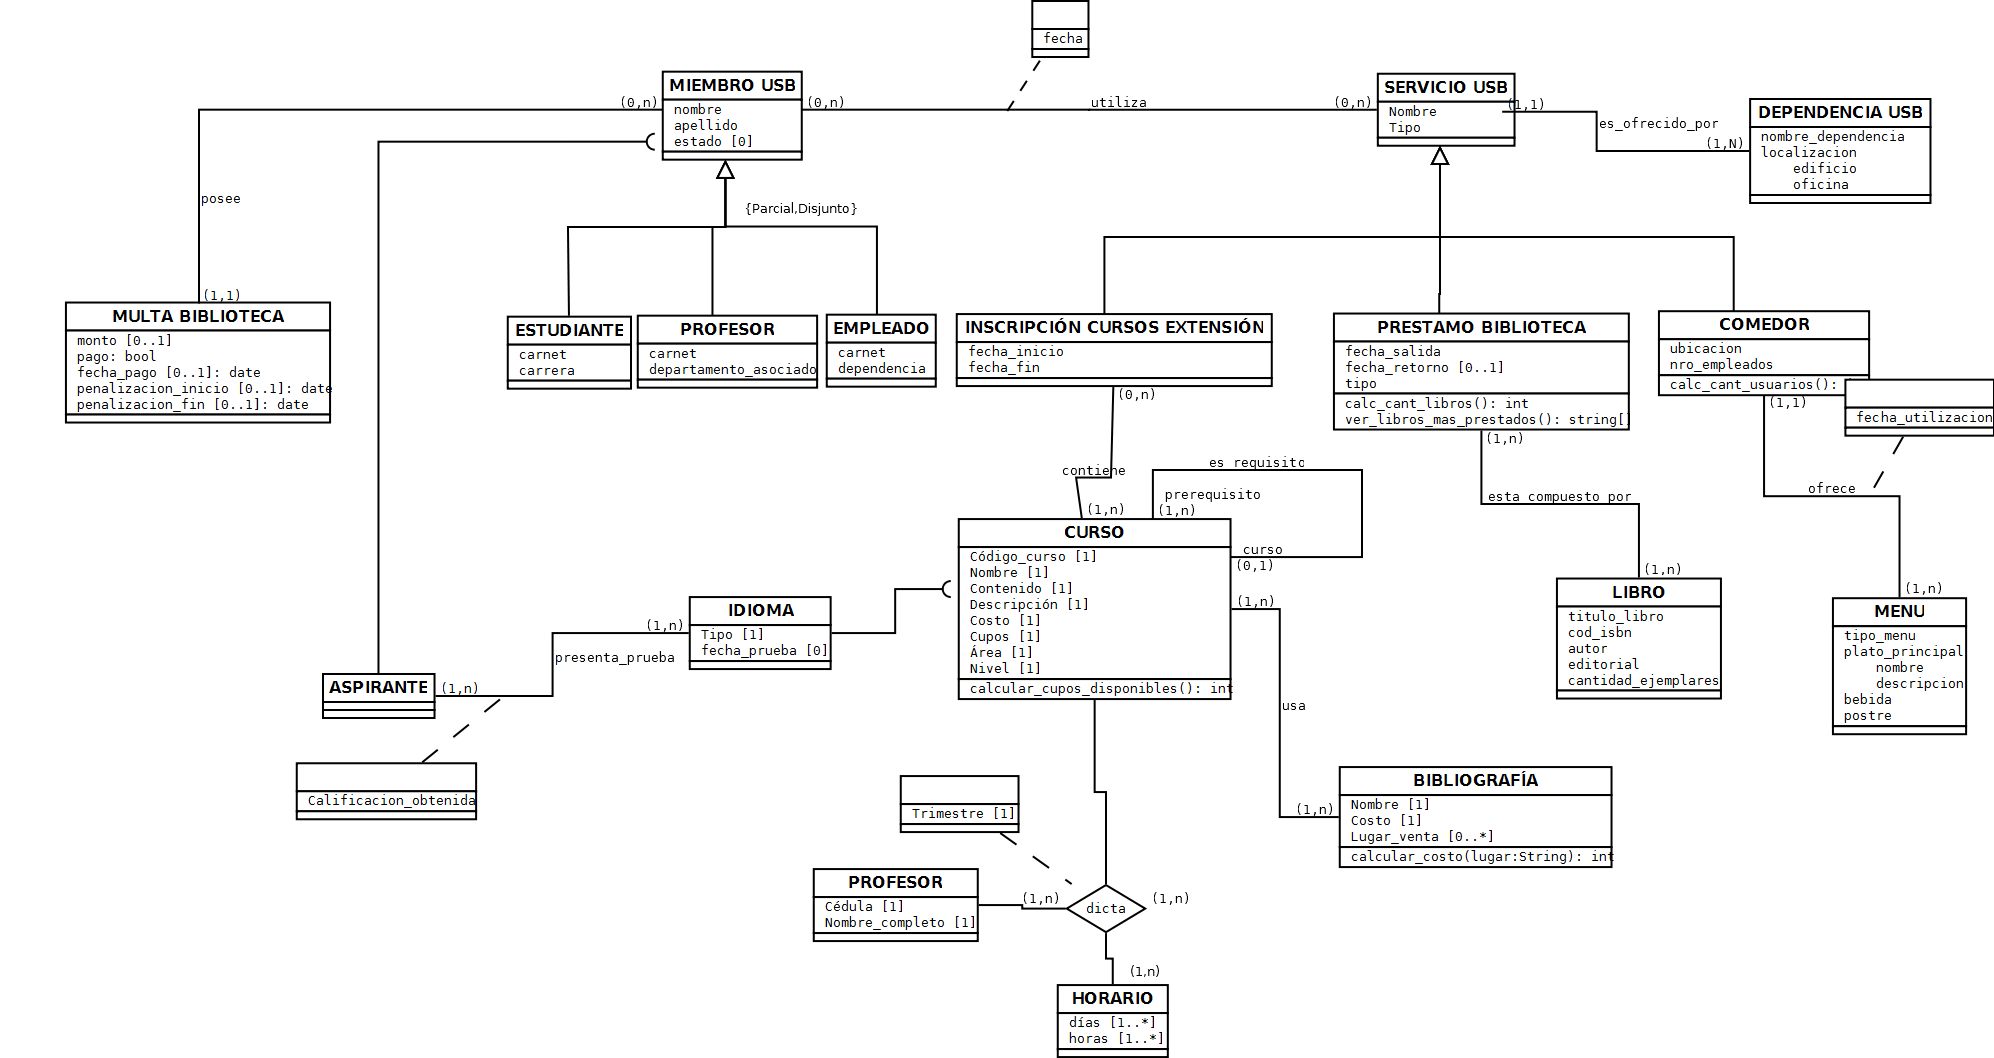 fecha
MIEMBRO USB
nombre
apellido
estado [0]
(0,n)
(0,n)
utiliza
(0,n)
SERVICIO USB
Nombre
Tipo
(1,1)
es_ofrecido_por
(1,N)
DEPENDENCIA USB
nombre_dependencia
localizacion
edificio
oficina
posee
(1,1)
{Parcial,Disjunto}
MULTA BIBLIOTECA
monto [0..1]
pago: bool
fecha_pago [0..1]: date
penalizacion_inicio [0..1]: date
penalizacion_fin [0..1]: date
ESTUDIANTE
carnet
carrera
PROFESOR
carnet
departamento_asociado
EMPLEADO
carnet
dependencia
INSCRIPCIÓN CURSOS EXTENSIÓN
fecha_inicio
fecha_fin
(0,n)
contiene
(1,n)
PRESTAMO BIBLIOTECA
fecha_salida
fecha_retorno [0..1]
tipo
calc_cant_libros(): int
ver_libros_mas_prestados(): string[]
(1,n)
esta compuesto por
(1,n)
COMEDOR
ubicacion
nro_empleados
calc_cant_usuarios():
(1,1)
fecha_utilizacion
ofrece
(1,n)
es requisito
prerequisito
(1,n)
curso
(0,1)
CURSO
Código_curso [1]
Nombre [1]
Contenido [1]
Descripción [1]
Costo [1]
Cupos [1]
Área [1]
Nivel [1]
calcular_cupos_disponibles(): int
(1,n)
usa
(1,n)
LIBRO
titulo_libro
cod_isbn
autor
editorial
cantidad_ejemplares
MENU
tipo_menu
plato_principal
nombre
descripcion
bebida
postre
IDIOMA
Tipo [1]
fecha_prueba [0]
(1,n)
presenta_prueba
(1,n)
ASPIRANTE
Calificacion_obtenida
Trimestre [1]
BIBLIOGRAFÍA
Nombre [1]
Costo [1]
Lugar_venta [0..*]
calcular_costo(lugar:String): int
PROFESOR
Cédula [1]
Nombre_completo [1]
(1,n)
dicta
(1,n)
(1,n)
HORARIO
días [1..*]
horas [1..*]